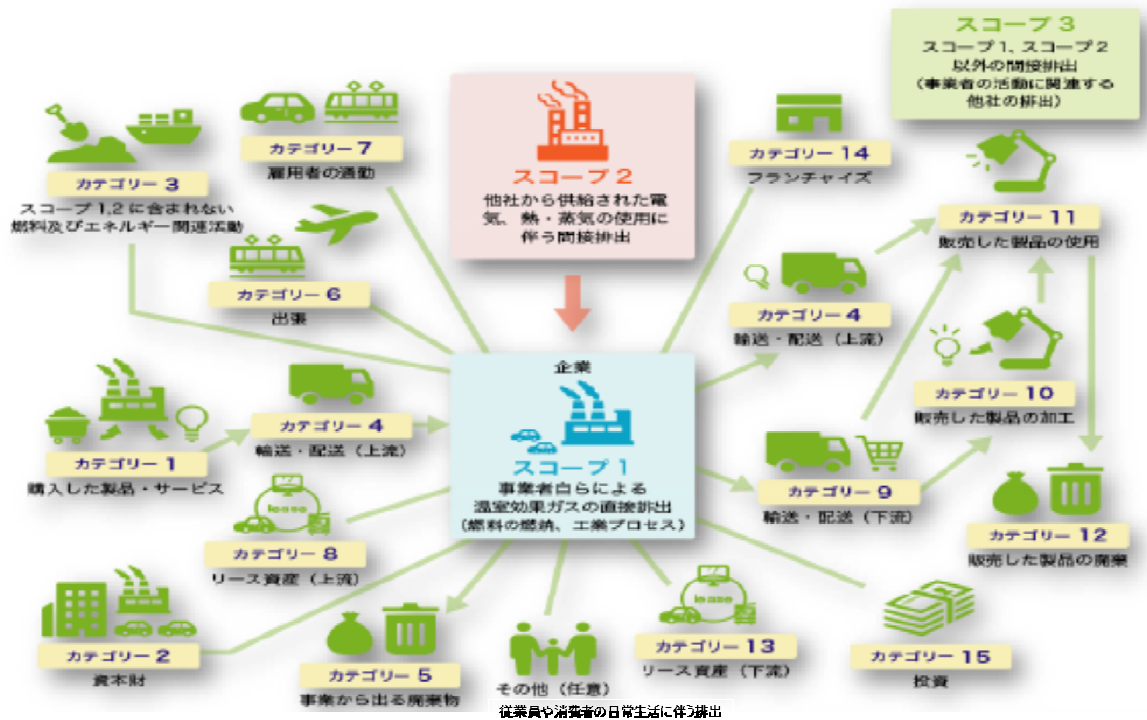 スコープ 3
スコープ1、スコープ2
以外の間接排出
(事業者の活動に関連する
他社の排出)
カテゴリー 7
雇用者の通勤
カテゴリー 3
スコープ1,2に含まれない
燃料及びエネルギー関連活動
スコープ 2
他社から供給された電
気、熱・蒸気の使用に
伴う間接排出
カテゴリー 14
フランチャイズ
カテゴリー 11
販売した製品の使用
カテゴリー 6
出張
カテゴリー 4
輸送・配送(上流)
カテゴリー 10
販売した製品の加工
企業
スコープ 1
事業者自らによる
温室効果ガスの直接排出
(燃料の燃焼、工業プロセス)
カテゴリー 1
購入した製品・サービス
カテゴリー 4
輸送・配送(上流)
カテゴリー 9
輸送・配送(下流)
lease
カテゴリー 8
リース資産(上流)
カテゴリー 12
販売した製品の廃棄
カテゴリー 2
資本財
カテゴリー 5
事業から出る廃棄物
その他(任意)
従業員や消費者の日常生活に伴う排出
lease
カテゴリー 13
リース資産(下流)
カテゴリー 15
投資